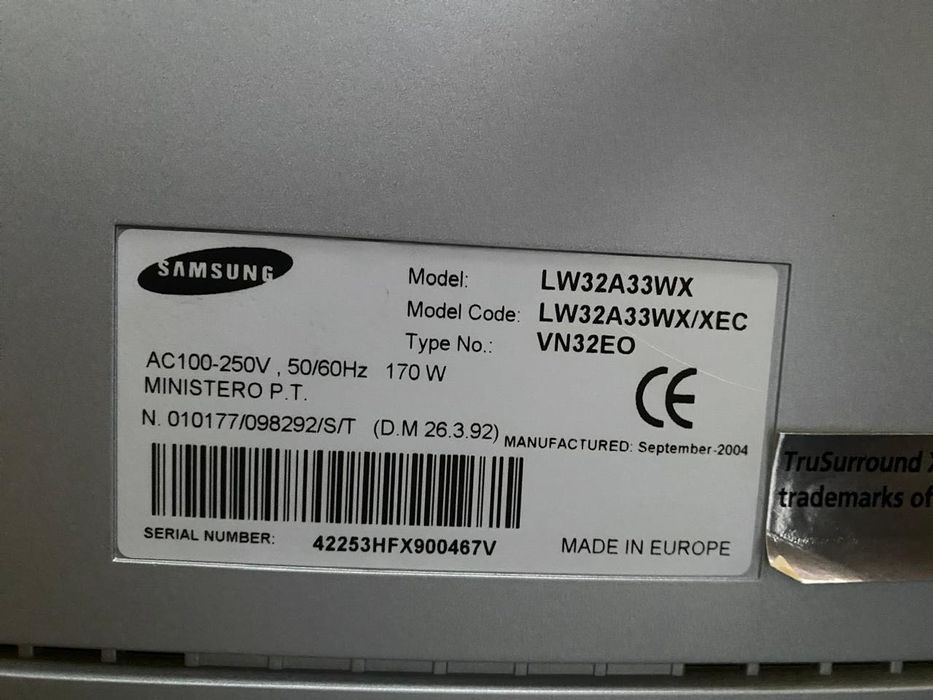 SAMSUNG
Model: LW32A33WX
Model Code: LW32A33WX/XEC
Type No.: VN32EO
AC100-250V , 50/60Hz 170 W
MINISTERO P.T.
N. 010177/098292/S/T (D.M 26.3.92)
CE
MANUFACTURED: September-2004
SERIAL NUMBER: 42253HFX900467V
MADE IN EUROPE
TruSurround
trademarks of